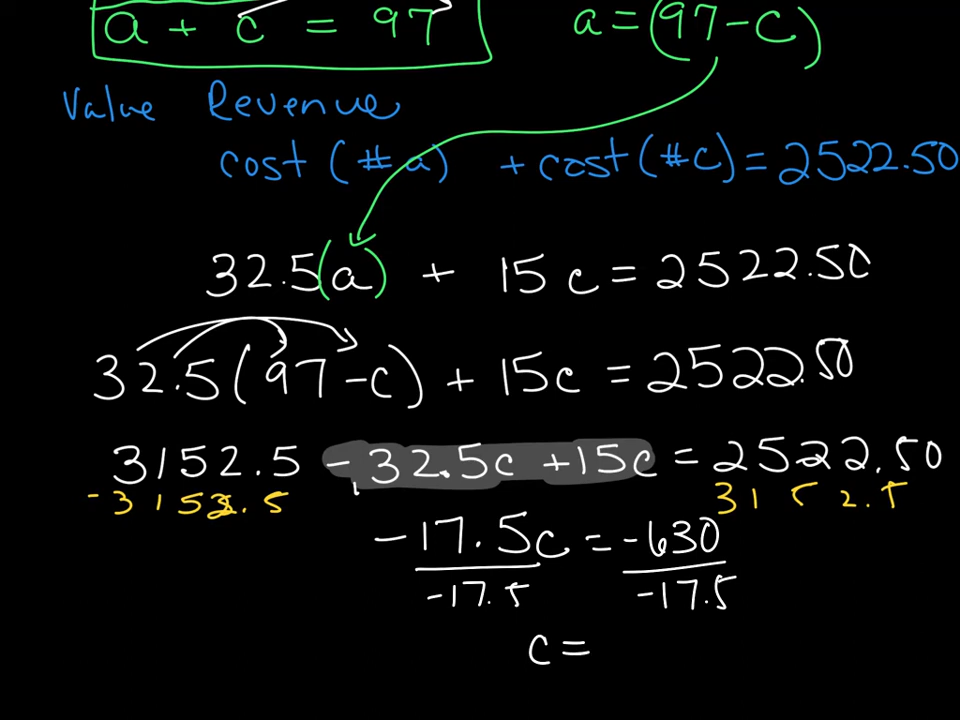 a + c = 97 a = (97 - c)
Value Revenue
cost (# a) + cost (# c) = 2522.50
32.5(a) + 15c = 2522.50
32.5(97 - c) + 15c = 2522.50
3152.5 - 32.5c + 15c = 2522.50
- 3152.5 3152.5
-17.5c = -630
-17.5 -17.5
c =